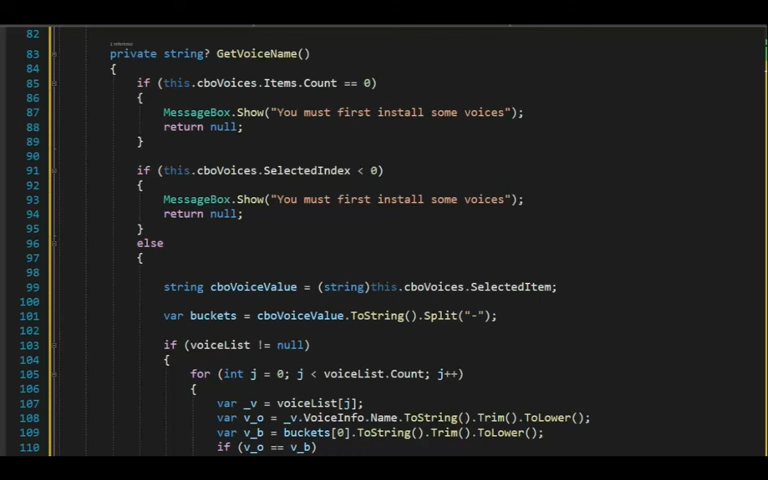 82
83 private string? GetVoiceName()
84 {
85 if (this.cboVoices.Items.Count == 0)
86 {
87 MessageBox.Show("You must first install some voices");
88 return null;
89 }
90
91 if (this.cboVoices.SelectedIndex < 0)
92 {
93 MessageBox.Show("You must first install some voices");
94 return null;
95 }
96 else
97 {
98
99 string cboVoiceValue = (string)this.cboVoices.SelectedItem;
100
101 var buckets = cboVoiceValue.ToString().Split("-");
102
103 if (voiceList != null)
104 {
105 for (int j = 0; j < voiceList.Count; j++)
106 {
107 var _v = voiceList[j];
108 var v_o = _v.VoiceInfo.Name.ToString().Trim().ToLower();
109 var v_b = buckets[0].ToString().Trim().ToLower();
110 if (v_o == v_b)